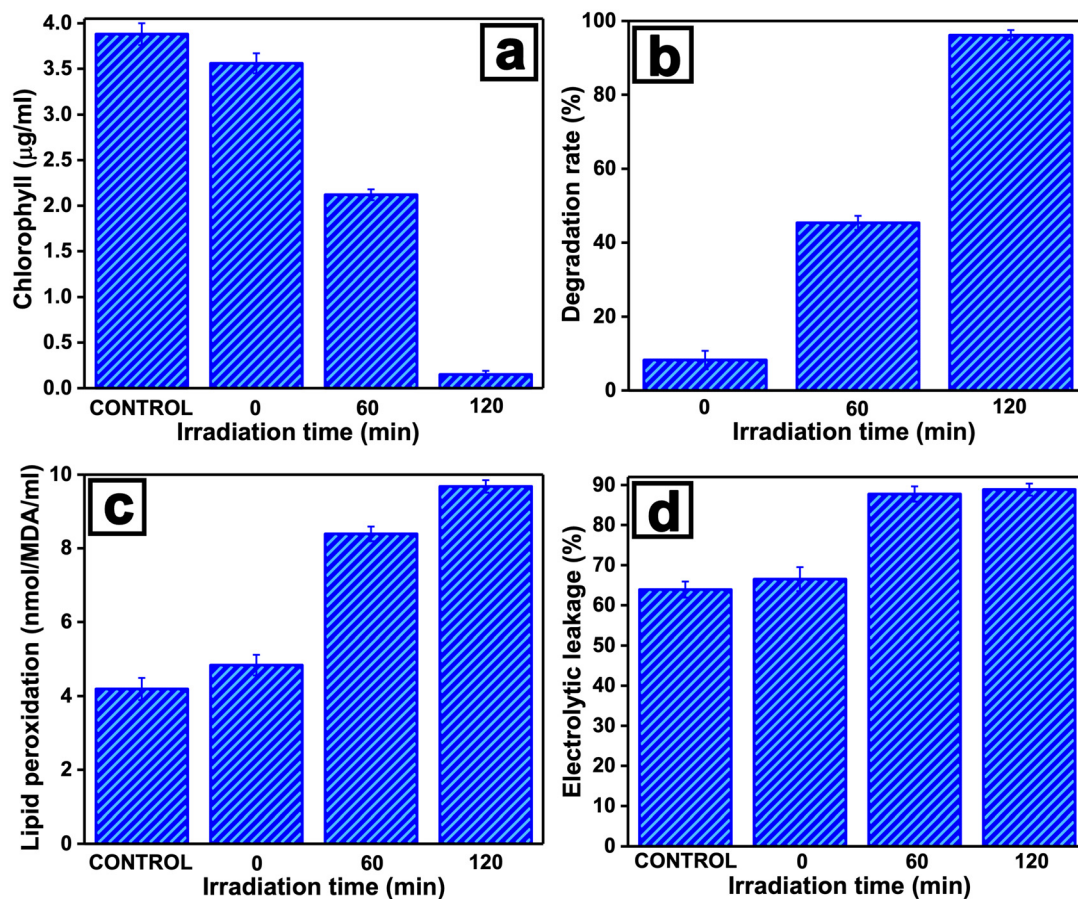 a
Chlorophyll (μg/ml)
4.0
3.5
3.0
2.5
2.0
1.5
1.0
0.5
0.0
CONTROL 0 60 120
Irradiation time (min)
b
Degradation rate (%)
100
80
60
40
20
0
0 60 120
Irradiation time (min)
c
Lipid peroxidation (nmol/MDA/ml)
10
8
6
4
2
0
CONTROL 0 60 120
Irradiation time (min)
d
Electrolytic leakage (%)
90
80
70
60
50
40
30
20
10
0
CONTROL 0 60 120
Irradiation time (min)